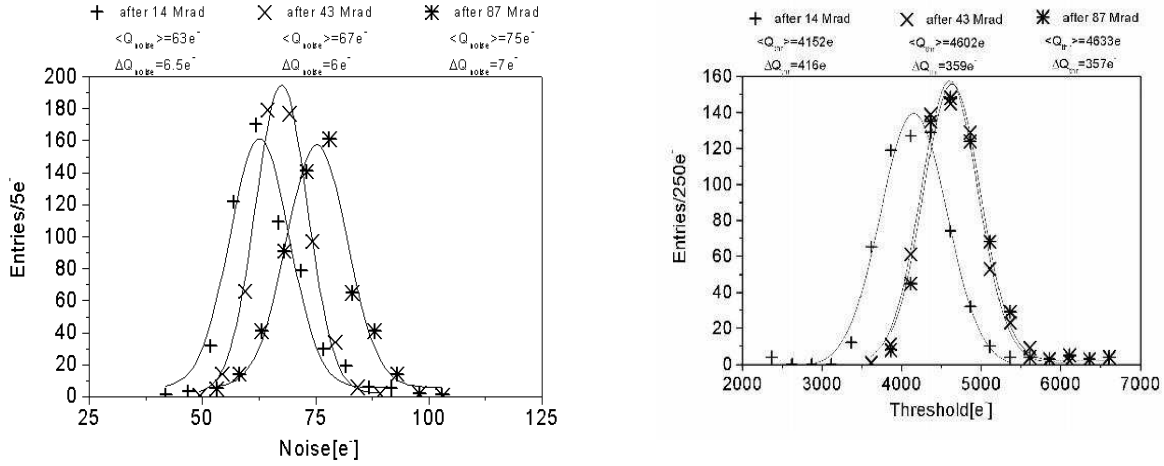 after 14 Mrad after 43 Mrad after 87 Mrad
<Q_noise>=63e⁻ <Q_noise>=67e⁻ <Q_noise>=75e⁻
ΔQ_noise=6.5e⁻ ΔQ_noise=6e⁻ ΔQ_noise=7e⁻
200
180
160
140
120
100
80
60
40
20
0
Entries/5e⁻
25 50 75 100 125
Noise[e⁻]
after 14 Mrad after 43 Mrad after 87 Mrad
<Q_thr>=4152e <Q_thr>=4602e <Q_thr>=4633e
ΔQ_thr=416e⁻ ΔQ_thr=359e⁻ ΔQ_thr=357e⁻
160
140
120
100
80
60
40
20
0
Entries/250e⁻
2000 3000 4000 5000 6000 7000
Threshold[e⁻]